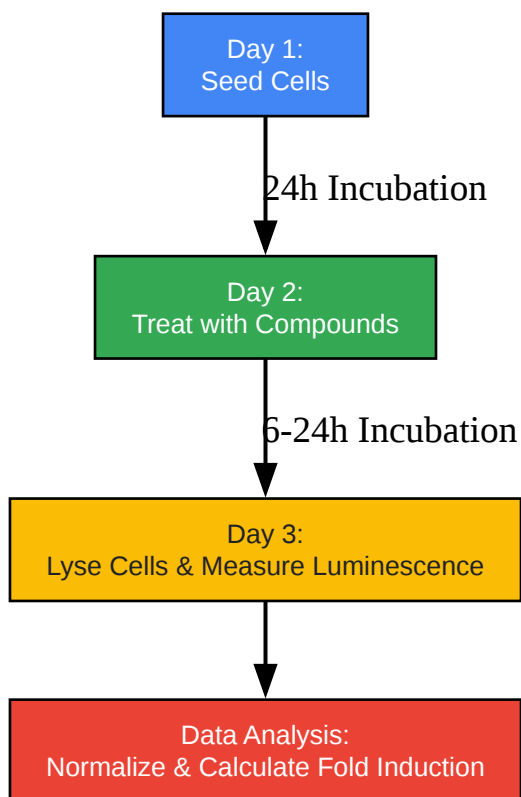 Day 1:
Seed Cells
24h Incubation
Day 2:
Treat with Compounds
6-24h Incubation
Day 3:
Lyse Cells & Measure Luminescence
Data Analysis:
Normalize & Calculate Fold Induction